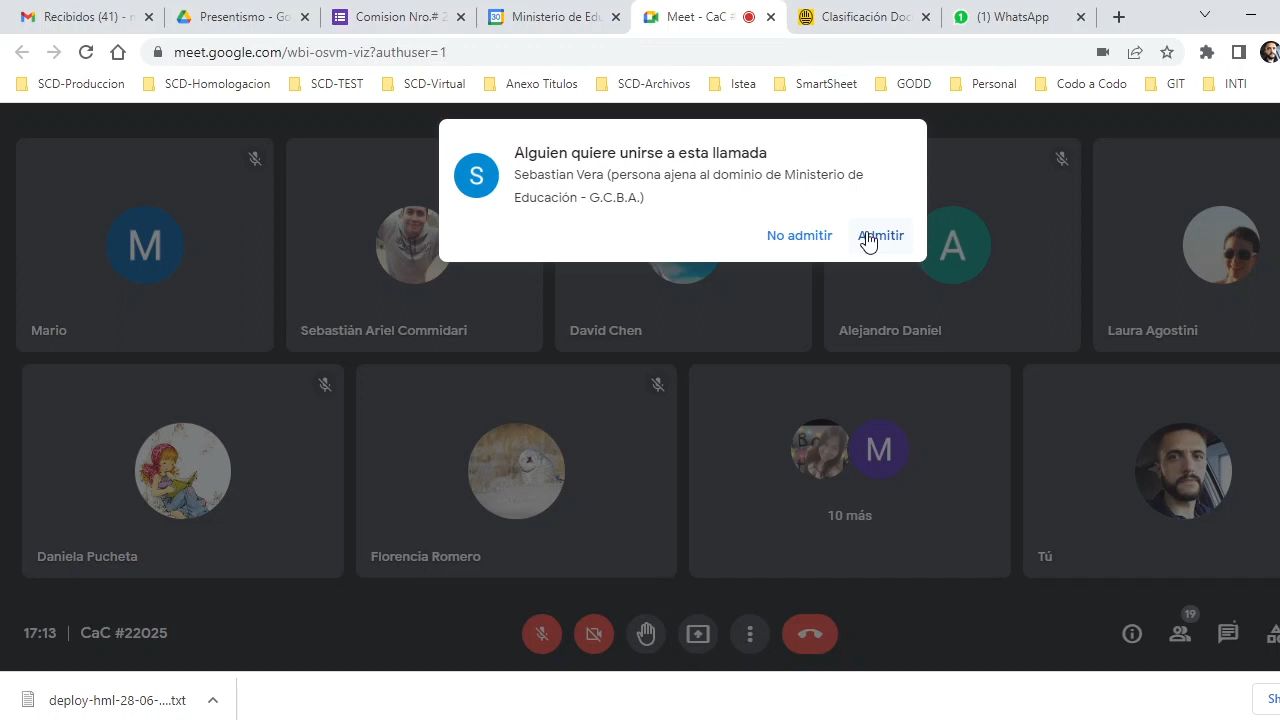 Recibidos (41) - m
Presetismo - Go
Comision Nro.# 2
Ministerio de Edu
Meet - CaC #
Clasificación Doc
(1) WhatsApp
meet.google.com/wbi-osvm-viz?authuser=1
SCD-Produccion
SCD-Homologacion
SCD-TEST
SCD-Virtual
Anexo Titulos
SCD-Archivos
Istea
SmartSheet
GODD
Personal
Codo a Codo
GIT
INTI
Alguien quiere unirse a esta llamada
S
Sebastian Vera (persona ajena al dominio de Ministerio de
Educación - G.C.B.A.)
No admitir
Admitir
M
A
Mario
Sebastián Ariel Commidari
David Chen
Alejandro Daniel
Laura Agostini
M
10 más
Daniela Pucheta
Florencia Romero
Tú
17:13 | CaC #22025
19
deploy-hml-28-06-....txt
Sh